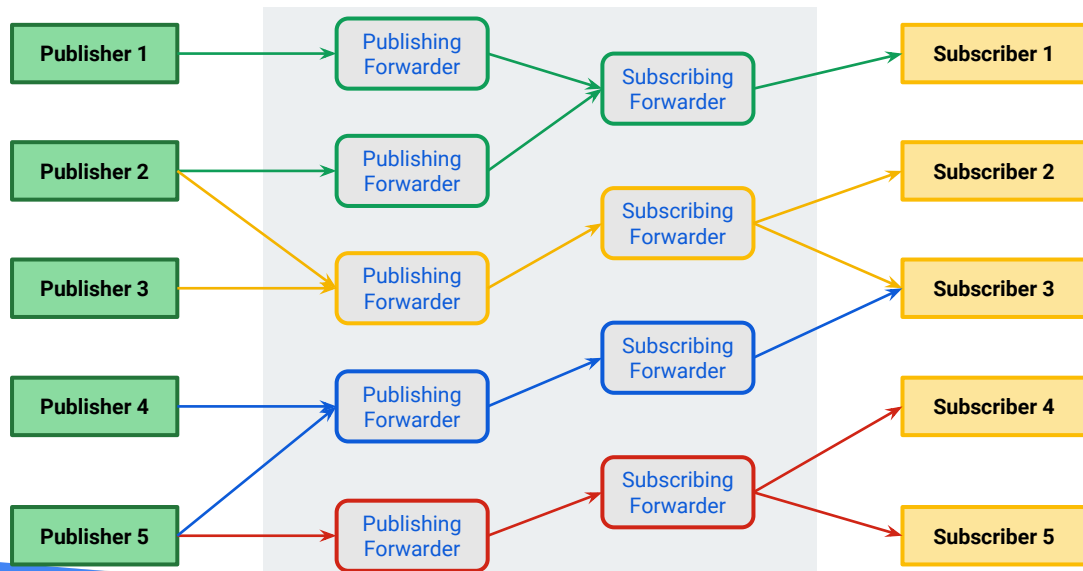 Publisher 1
Publishing
Forwarder
Subscribing
Forwarder
Subscriber 1
Publisher 2
Publishing
Forwarder
Subscriber 2
Publisher 3
Publishing
Forwarder
Subscribing
Forwarder
Subscriber 3
Publisher 4
Publishing
Forwarder
Subscribing
Forwarder
Subscriber 4
Publisher 5
Publishing
Forwarder
Subscribing
Forwarder
Subscriber 5